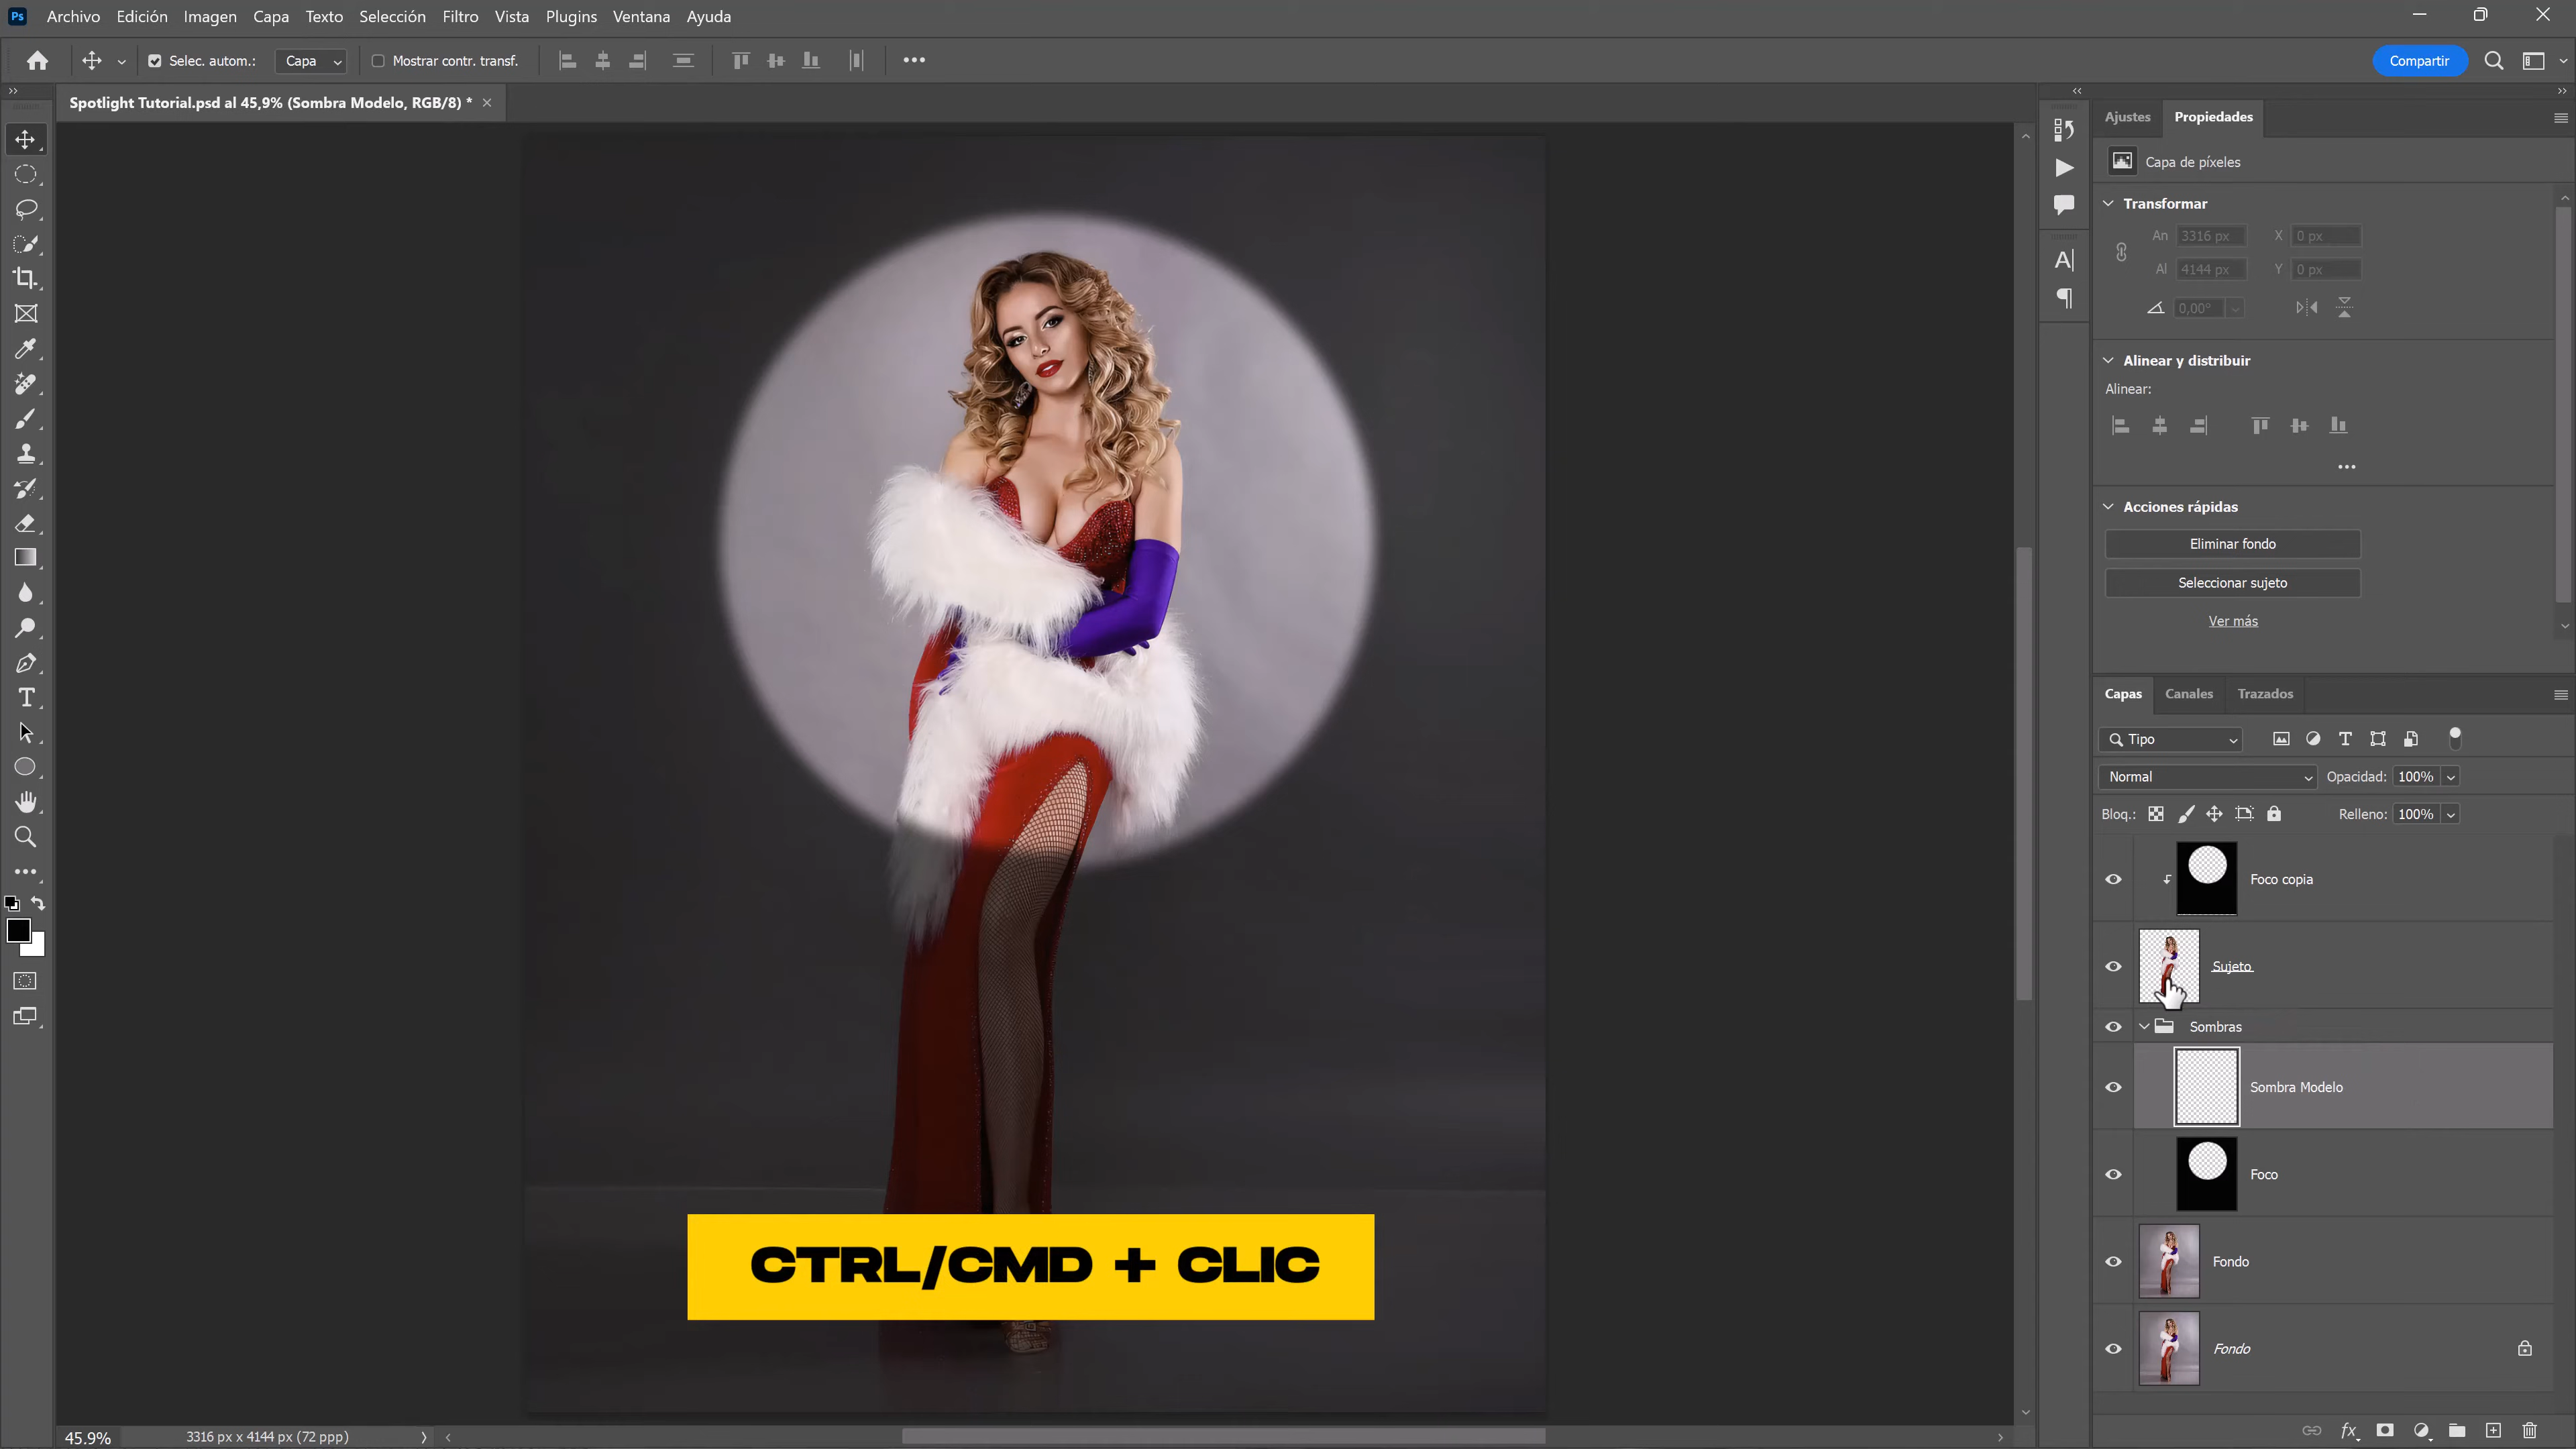 Ps Archivo Edición Imagen Capa Texto Selección Filtro Vista Plugins Ventana Ayuda
Selec. autom.: Capa Mostrar contr. transf. Compartir
Spotlight Tutorial.psd al 45,9% (Sombra Modelo, RGB/8) *
Ajustes Propiedades
Capa de píxeles
Transformar
An 3316 px X 0 px
Al 4144 px Y 0 px
0,00°
Alinear y distribuir
Alinear:
Acciones rápidas
Eliminar fondo
Seleccionar sujeto
Ver más
Capas Canales Trazados
Tipo
Normal Opacidad: 100%
Bloq.: Relleno: 100%
Foco copia
Sujeto
Sombras
Sombra Modelo
Foco
Fondo
Fondo
CTRL/CMD + CLIC
45.9% 3316 px x 4144 px (72 ppp)